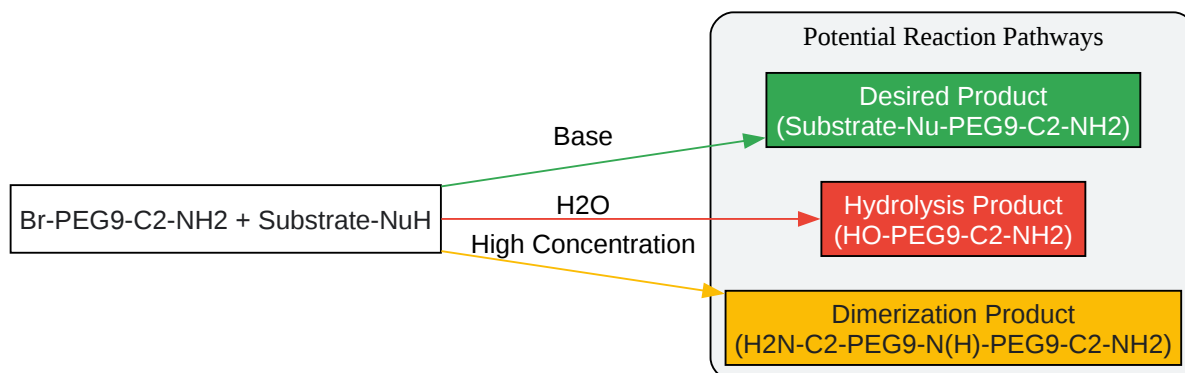 Potential Reaction Pathways
Desired Product
(Substrate-Nu-PEG9-C2-NH2)
Base
Br-PEG9-C2-NH2 + Substrate-NuH
H2O
Hydrolysis Product
(HO-PEG9-C2-NH2)
High Concentration
Dimerization Product
(H2N-C2-PEG9-N(H)-PEG9-C2-NH2)